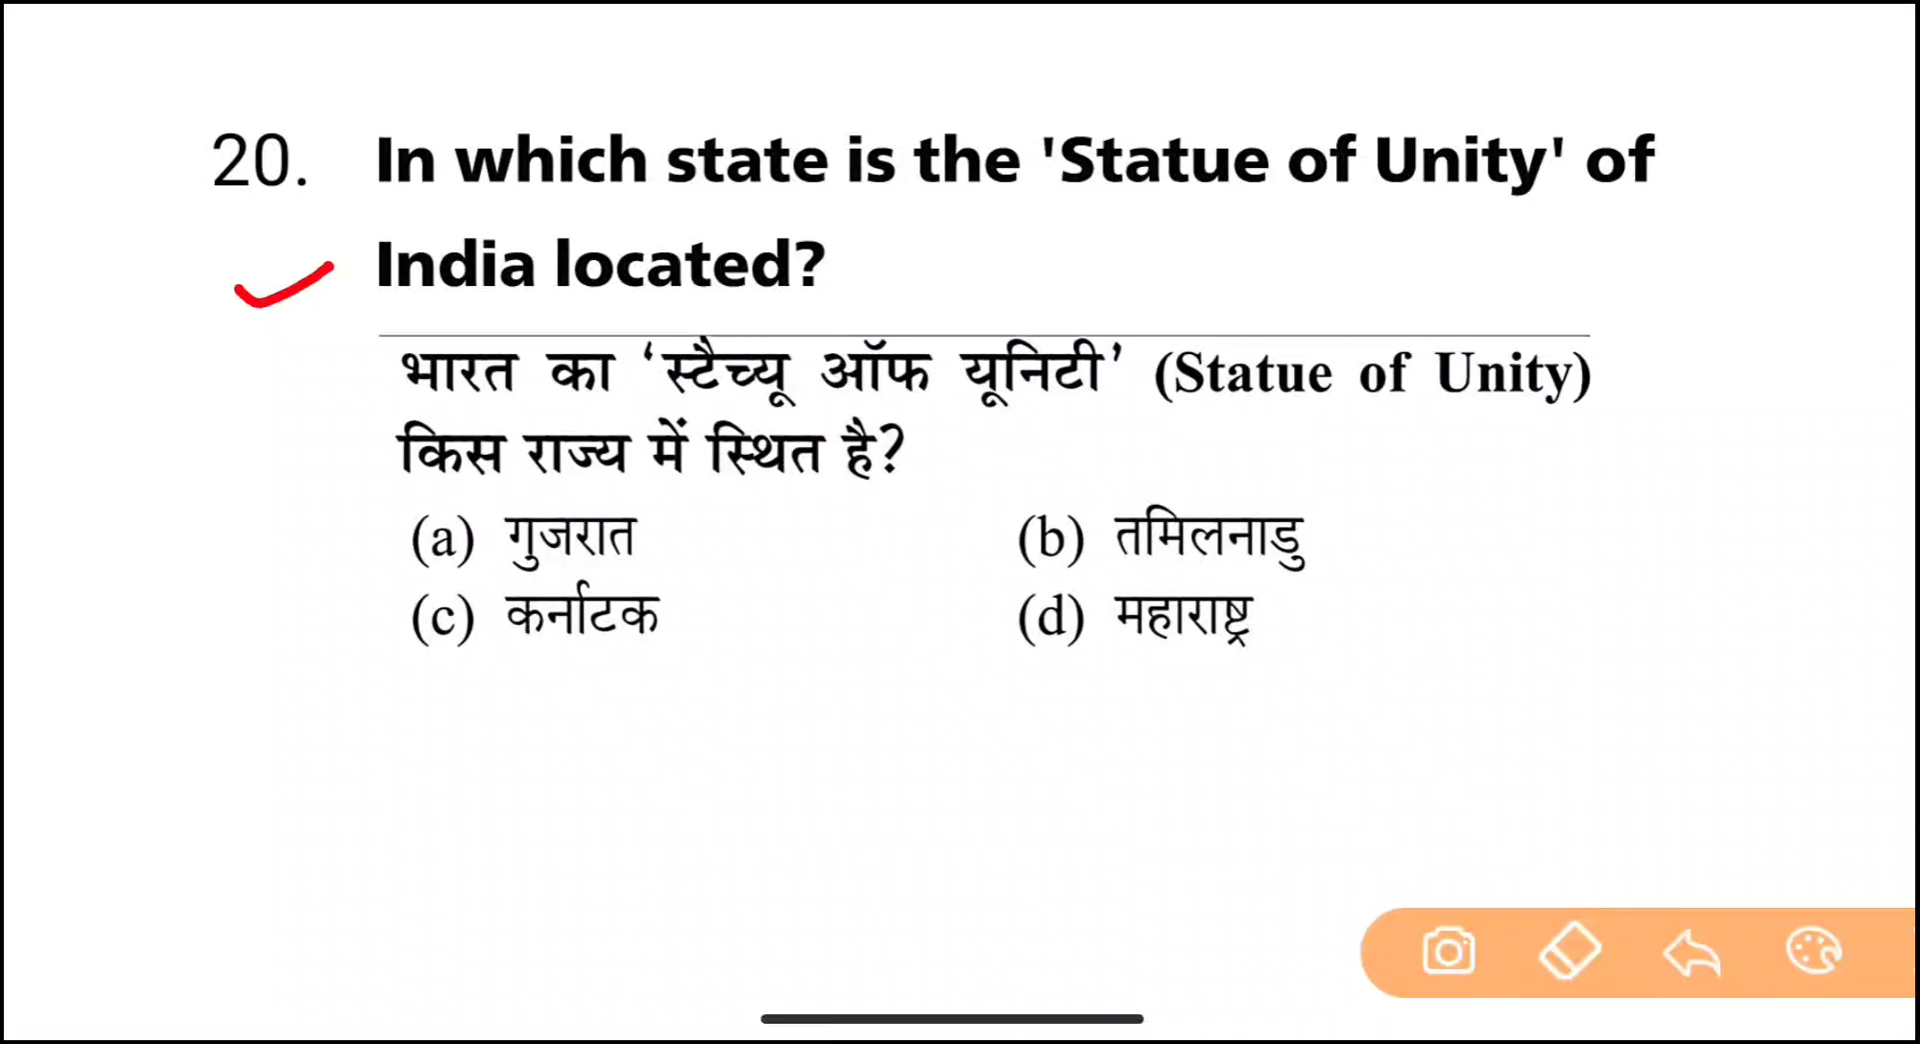 20. In which state is the 'Statue of Unity' of
India located?
भारत का ‘स्टैच्यू ऑफ यूनिटी’ (Statue of Unity)
किस राज्य में स्थित है?
(a) गुजरात (b) तमिलनाडु
(c) कर्नाटक (d) महाराष्ट्र